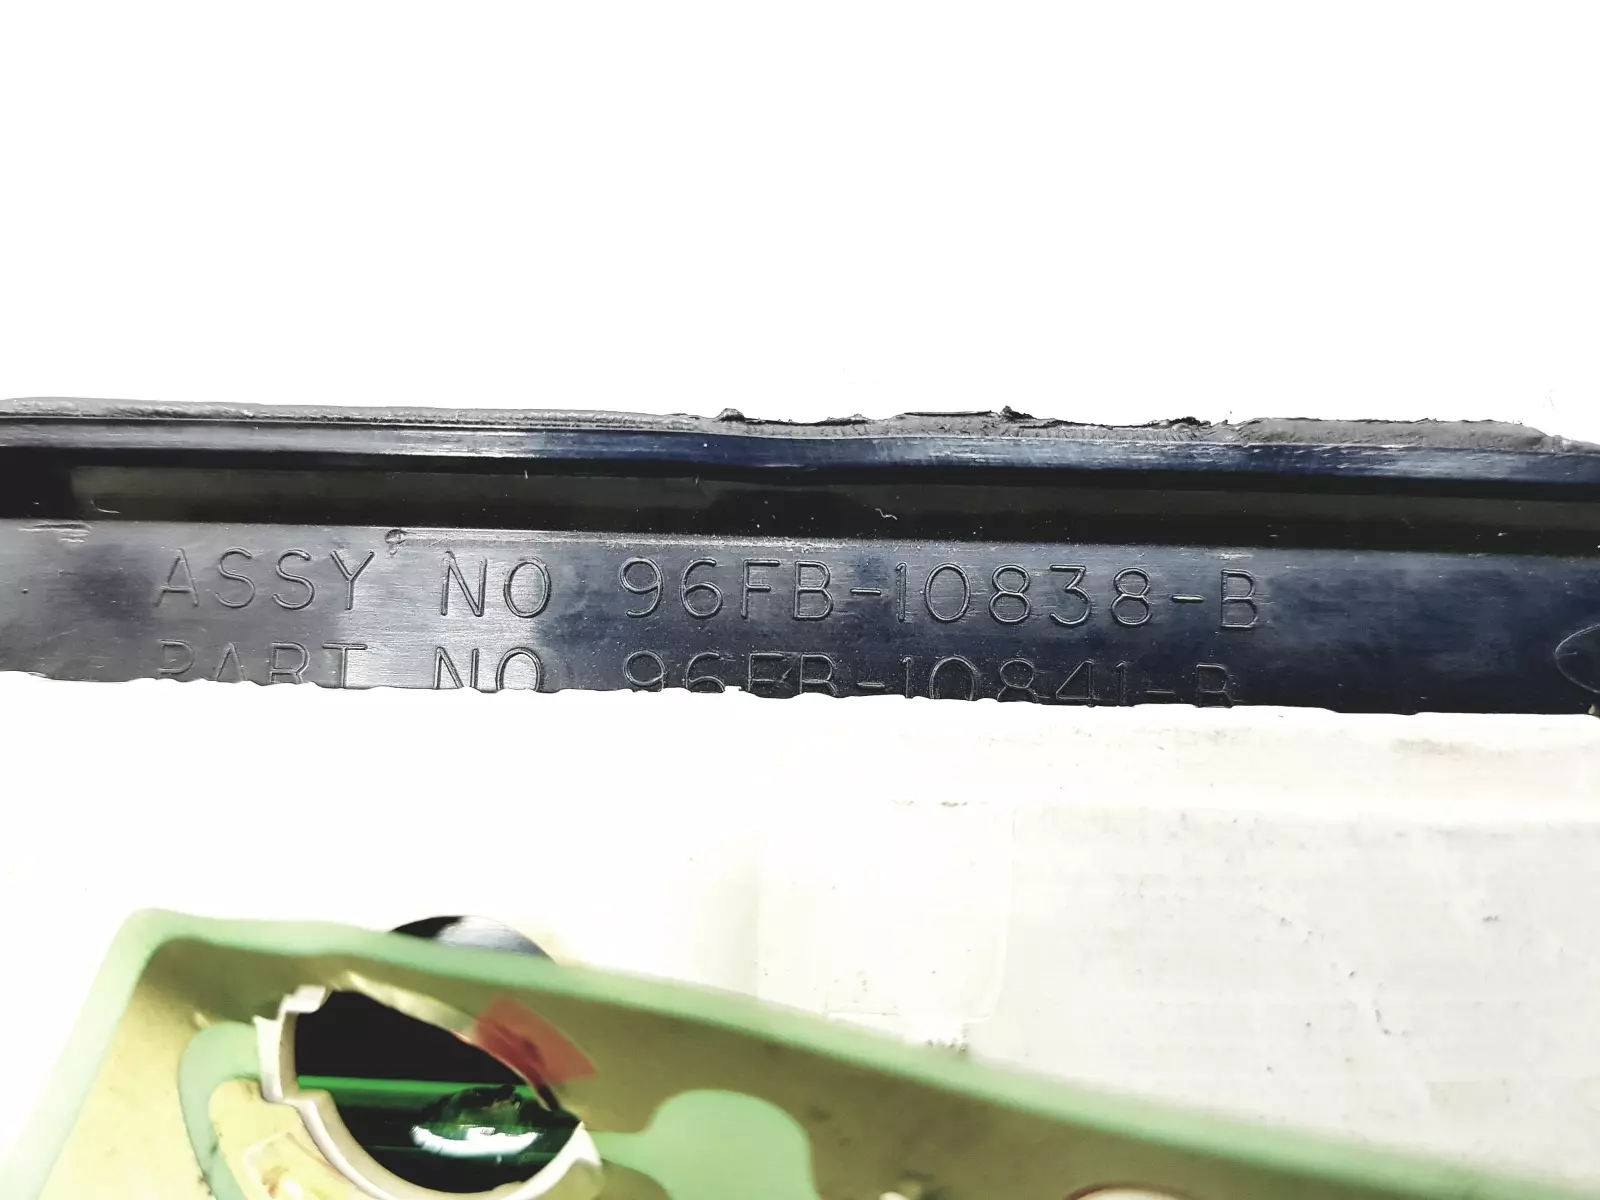 ASSY NO 96FB-10838-B
PART NO 96FB-10841-B